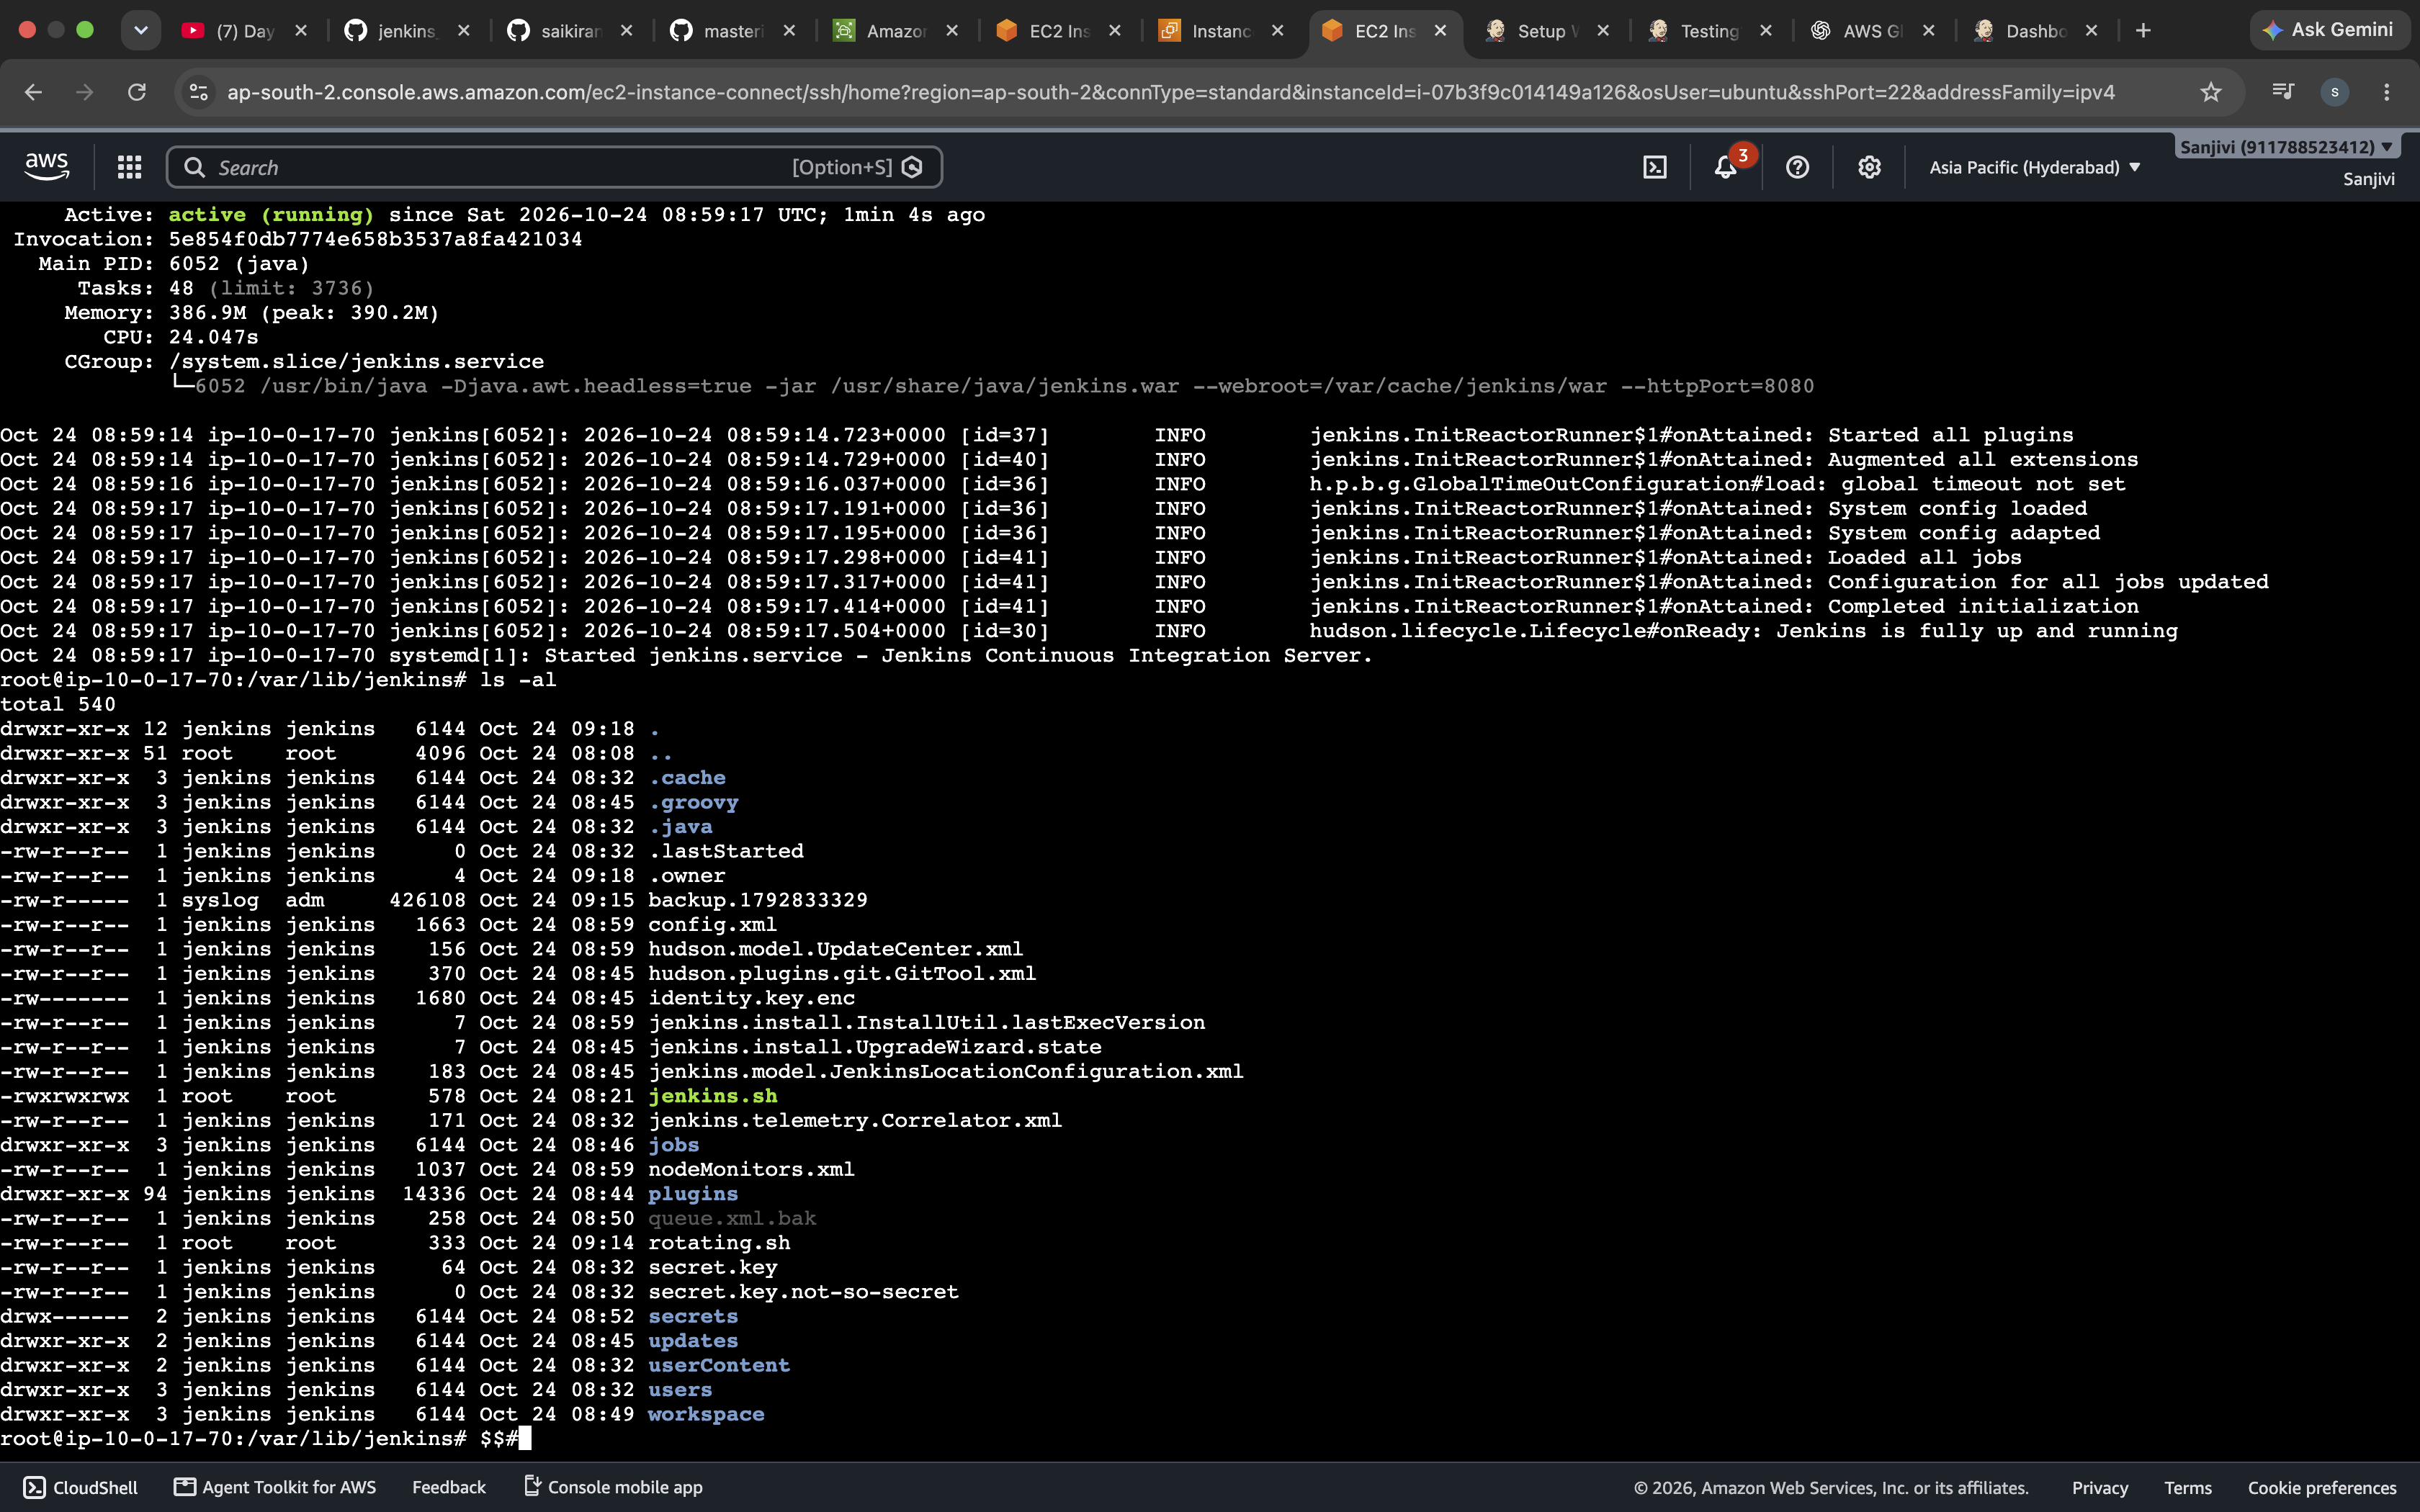 (7) Day
jenkins_
saikiran
masteri
Amazon
EC2 Ins
Instanc
EC2 Ins
Setup W
Testing
AWS Gl
Dashbo
Ask Gemini
ap-south-2.console.aws.amazon.com/ec2-instance-connect/ssh/home?region=ap-south-2&connType=standard&instanceId=i-07b3f9c014149a126&osUser=ubuntu&sshPort=22&addressFamily=ipv4
S
aws
Search
[Option+S]
3
Asia Pacific (Hyderabad)
Sanjivi (911788523412)
Sanjivi
Active: active (running) since Sat 2026-10-24 08:59:17 UTC; 1min 4s ago
Invocation: 5e854f0db7774e658b3537a8fa421034
Main PID: 6052 (java)
Tasks: 48 (limit: 3736)
Memory: 386.9M (peak: 390.2M)
CPU: 24.047s
CGroup: /system.slice/jenkins.service
└─6052 /usr/bin/java -Djava.awt.headless=true -jar /usr/share/java/jenkins.war --webroot=/var/cache/jenkins/war --httpPort=8080
Oct 24 08:59:14 ip-10-0-17-70 jenkins[6052]: 2026-10-24 08:59:14.723+0000 [id=37] INFO jenkins.InitReactorRunner$1#onAttained: Started all plugins
Oct 24 08:59:14 ip-10-0-17-70 jenkins[6052]: 2026-10-24 08:59:14.729+0000 [id=40] INFO jenkins.InitReactorRunner$1#onAttained: Augmented all extensions
Oct 24 08:59:16 ip-10-0-17-70 jenkins[6052]: 2026-10-24 08:59:16.037+0000 [id=36] INFO h.p.b.g.GlobalTimeOutConfiguration#load: global timeout not set
Oct 24 08:59:17 ip-10-0-17-70 jenkins[6052]: 2026-10-24 08:59:17.191+0000 [id=36] INFO jenkins.InitReactorRunner$1#onAttained: System config loaded
Oct 24 08:59:17 ip-10-0-17-70 jenkins[6052]: 2026-10-24 08:59:17.195+0000 [id=36] INFO jenkins.InitReactorRunner$1#onAttained: System config adapted
Oct 24 08:59:17 ip-10-0-17-70 jenkins[6052]: 2026-10-24 08:59:17.298+0000 [id=41] INFO jenkins.InitReactorRunner$1#onAttained: Loaded all jobs
Oct 24 08:59:17 ip-10-0-17-70 jenkins[6052]: 2026-10-24 08:59:17.317+0000 [id=41] INFO jenkins.InitReactorRunner$1#onAttained: Configuration for all jobs updated
Oct 24 08:59:17 ip-10-0-17-70 jenkins[6052]: 2026-10-24 08:59:17.414+0000 [id=41] INFO jenkins.InitReactorRunner$1#onAttained: Completed initialization
Oct 24 08:59:17 ip-10-0-17-70 jenkins[6052]: 2026-10-24 08:59:17.504+0000 [id=30] INFO hudson.lifecycle.Lifecycle#onReady: Jenkins is fully up and running
Oct 24 08:59:17 ip-10-0-17-70 systemd[1]: Started jenkins.service - Jenkins Continuous Integration Server.
root@ip-10-0-17-70:/var/lib/jenkins# ls -al
total 540
drwxr-xr-x 12 jenkins jenkins 6144 Oct 24 09:18 .
drwxr-xr-x 51 root root 4096 Oct 24 08:08 ..
drwxr-xr-x 3 jenkins jenkins 6144 Oct 24 08:32 .cache
drwxr-xr-x 3 jenkins jenkins 6144 Oct 24 08:45 .groovy
drwxr-xr-x 3 jenkins jenkins 6144 Oct 24 08:32 .java
-rw-r--r-- 1 jenkins jenkins 0 Oct 24 08:32 .lastStarted
-rw-r--r-- 1 jenkins jenkins 4 Oct 24 09:18 .owner
-rw-r----- 1 syslog adm 426108 Oct 24 09:15 backup.1792833329
-rw-r--r-- 1 jenkins jenkins 1663 Oct 24 08:59 config.xml
-rw-r--r-- 1 jenkins jenkins 156 Oct 24 08:59 hudson.model.UpdateCenter.xml
-rw-r--r-- 1 jenkins jenkins 370 Oct 24 08:45 hudson.plugins.git.GitTool.xml
-rw------- 1 jenkins jenkins 1680 Oct 24 08:45 identity.key.enc
-rw-r--r-- 1 jenkins jenkins 7 Oct 24 08:59 jenkins.install.InstallUtil.lastExecVersion
-rw-r--r-- 1 jenkins jenkins 7 Oct 24 08:45 jenkins.install.UpgradeWizard.state
-rw-r--r-- 1 jenkins jenkins 183 Oct 24 08:45 jenkins.model.JenkinsLocationConfiguration.xml
-rwxrwxrwx 1 root root 578 Oct 24 08:21 jenkins.sh
-rw-r--r-- 1 jenkins jenkins 171 Oct 24 08:32 jenkins.telemetry.Correlator.xml
drwxr-xr-x 3 jenkins jenkins 6144 Oct 24 08:46 jobs
-rw-r--r-- 1 jenkins jenkins 1037 Oct 24 08:59 nodeMonitors.xml
drwxr-xr-x 94 jenkins jenkins 14336 Oct 24 08:44 plugins
-rw-r--r-- 1 jenkins jenkins 258 Oct 24 08:50 queue.xml.bak
-rw-r--r-- 1 root root 333 Oct 24 09:14 rotating.sh
-rw-r--r-- 1 jenkins jenkins 64 Oct 24 08:32 secret.key
-rw-r--r-- 1 jenkins jenkins 0 Oct 24 08:32 secret.key.not-so-secret
drwx------ 2 jenkins jenkins 6144 Oct 24 08:52 secrets
drwxr-xr-x 2 jenkins jenkins 6144 Oct 24 08:45 updates
drwxr-xr-x 2 jenkins jenkins 6144 Oct 24 08:32 userContent
drwxr-xr-x 3 jenkins jenkins 6144 Oct 24 08:32 users
drwxr-xr-x 3 jenkins jenkins 6144 Oct 24 08:49 workspace
root@ip-10-0-17-70:/var/lib/jenkins# $$#
CloudShell
Agent Toolkit for AWS
Feedback
Console mobile app
© 2026, Amazon Web Services, Inc. or its affiliates.
Privacy
Terms
Cookie preferences